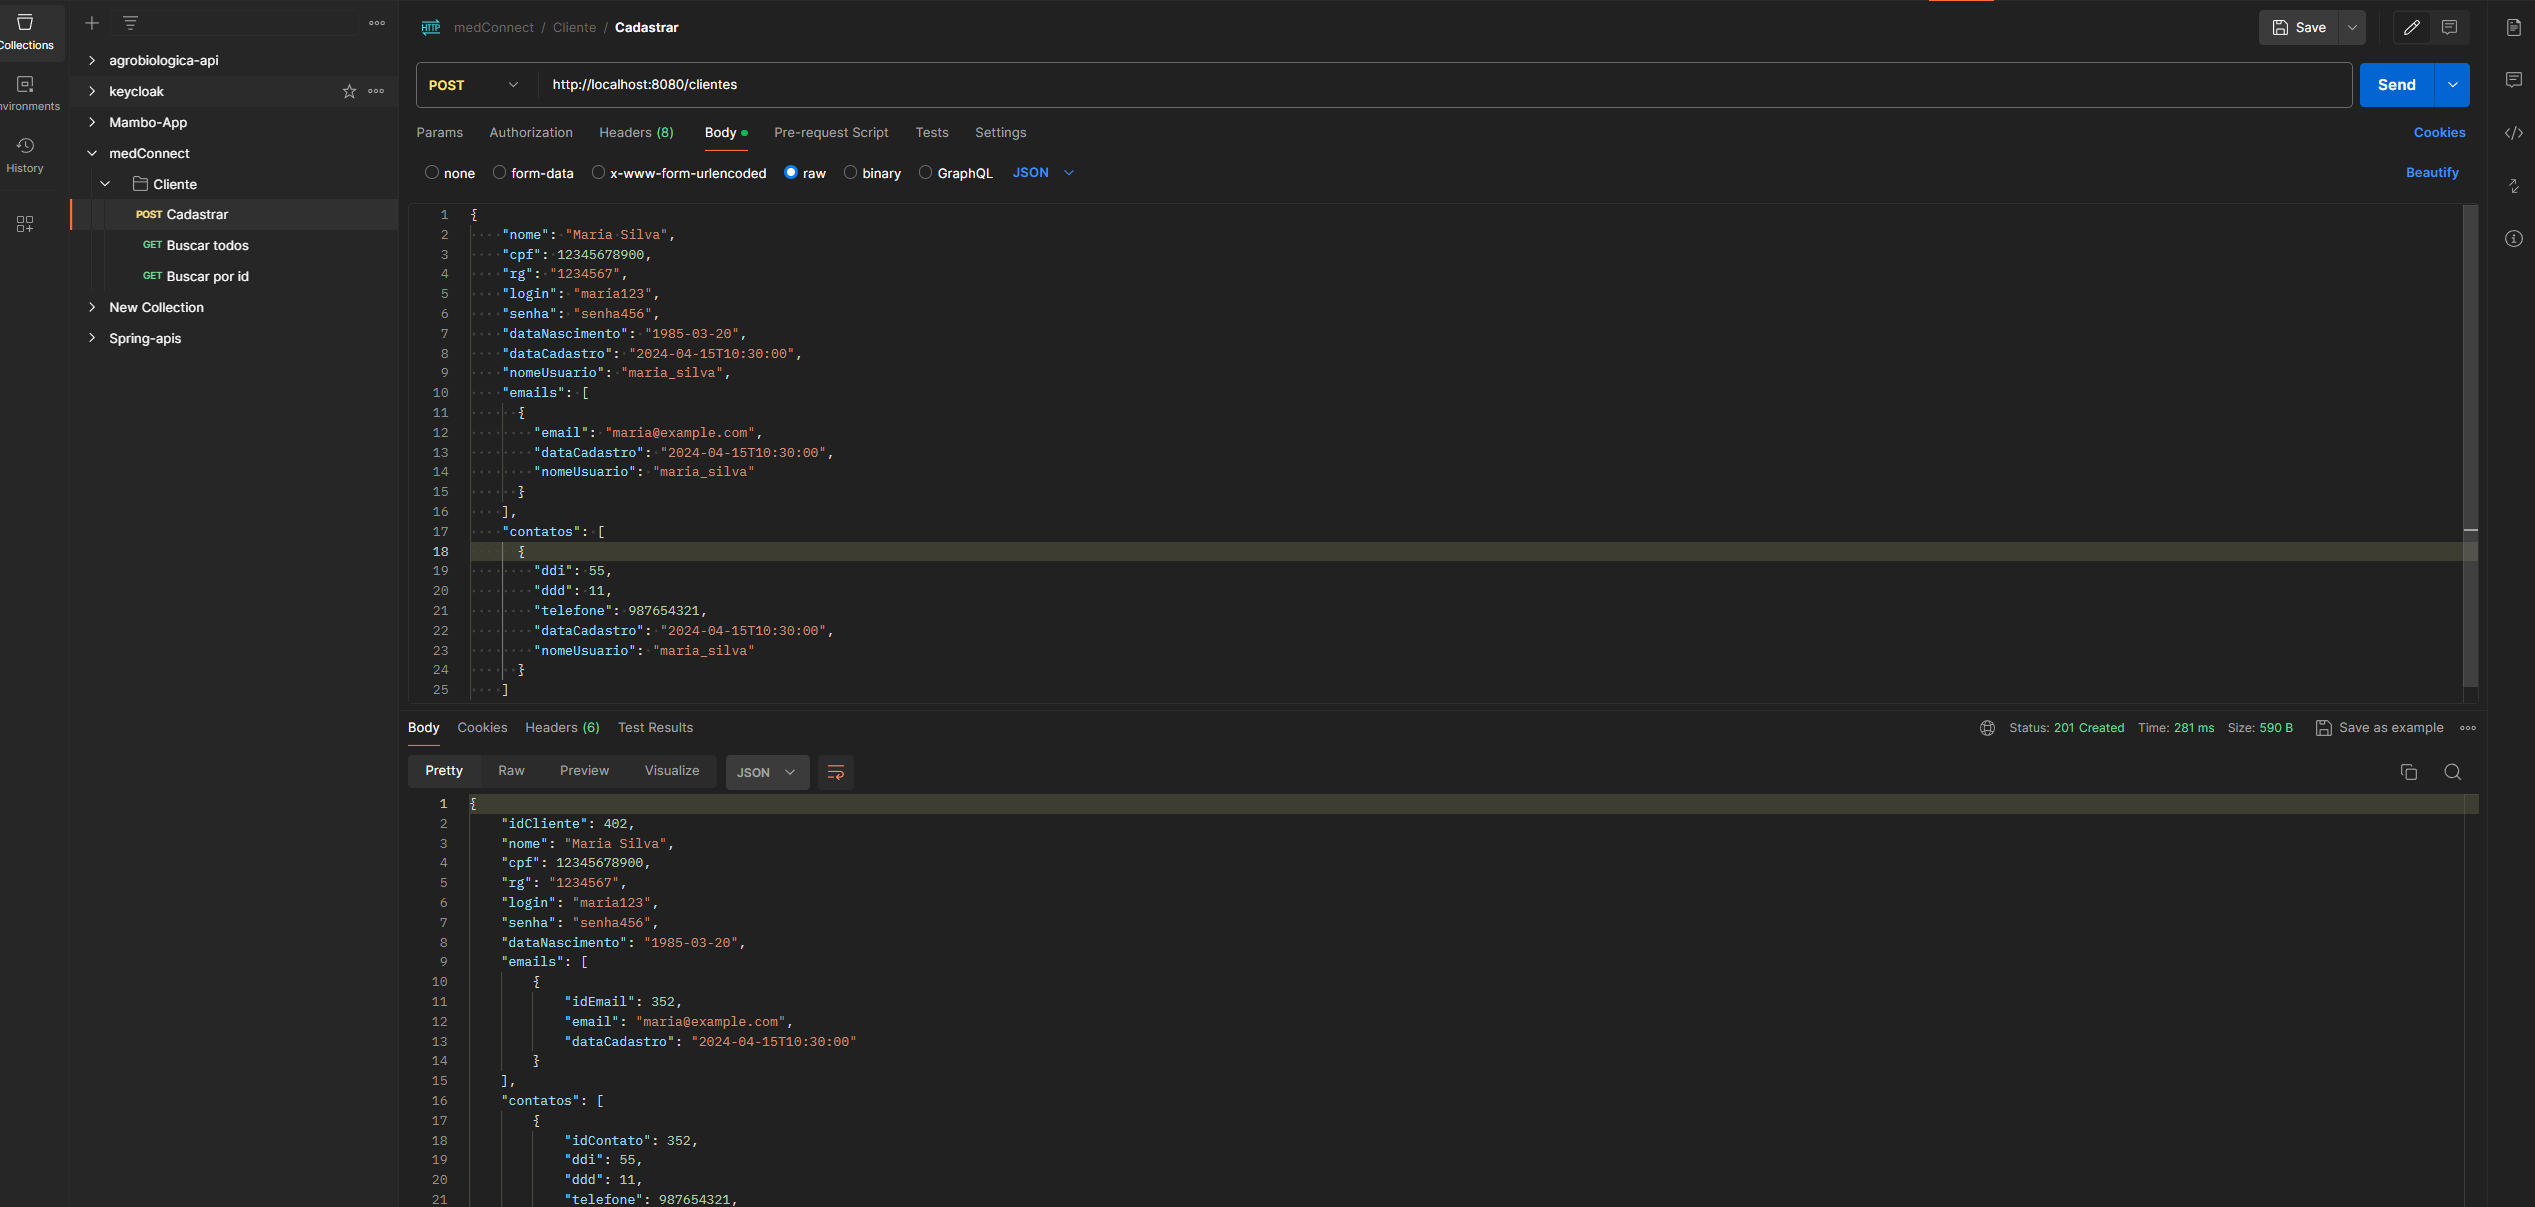 Collections
Environments
History
agrobiologica-api
keycloak
Mambo-App
medConnect
Cliente
POST Cadastrar
GET Buscar todos
GET Buscar por id
New Collection
Spring-apis
HTTP medConnect / Cliente / Cadastrar
Save
POST http://localhost:8080/clientes
Send
Params Authorization Headers (8) Body Pre-request Script Tests Settings Cookies
none form-data x-www-form-urlencoded raw binary GraphQL JSON Beautify
1 {
2 "nome": "Maria Silva",
3 "cpf": 12345678900,
4 "rg": "1234567",
5 "login": "maria123",
6 "senha": "senha456",
7 "dataNascimento": "1985-03-20",
8 "dataCadastro": "2024-04-15T10:30:00",
9 "nomeUsuario": "maria_silva",
10 "emails": [
11 {
12 "email": "maria@example.com",
13 "dataCadastro": "2024-04-15T10:30:00",
14 "nomeUsuario": "maria_silva"
15 }
16 ],
17 "contatos": [
18 {
19 "ddi": 55,
20 "ddd": 11,
21 "telefone": 987654321,
22 "dataCadastro": "2024-04-15T10:30:00",
23 "nomeUsuario": "maria_silva"
24 }
25 ]
Body Cookies Headers (6) Test Results Status: 201 Created Time: 281 ms Size: 590 B Save as example
Pretty Raw Preview Visualize JSON
1 {
2 "idCliente": 402,
3 "nome": "Maria Silva",
4 "cpf": 12345678900,
5 "rg": "1234567",
6 "login": "maria123",
7 "senha": "senha456",
8 "dataNascimento": "1985-03-20",
9 "emails": [
10 {
11 "idEmail": 352,
12 "email": "maria@example.com",
13 "dataCadastro": "2024-04-15T10:30:00"
14 }
15 ],
16 "contatos": [
17 {
18 "idContato": 352,
19 "ddi": 55,
20 "ddd": 11,
21 "telefone": 987654321,